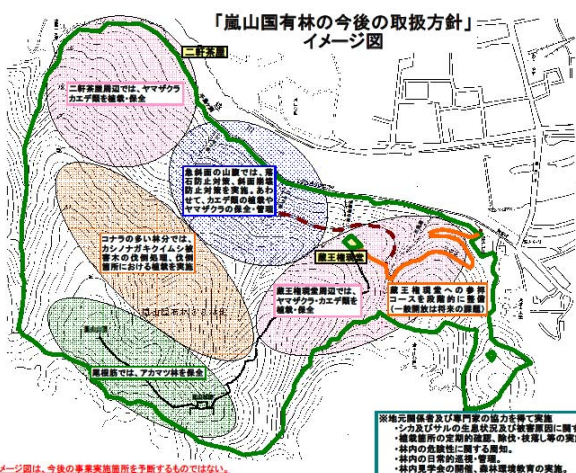 「嵐山国有林の今後の取扱方針」
イメージ図
二軒茶屋
二軒茶屋周辺では、ヤマザクラ
カエデ類を植栽・保全
急斜面の山腹では、落
石防止対策、斜面崩落
防止対策を実施。あわ
せて、カエデ類の植栽や
ヤマザクラの保全・管理
コナラの多い林分では、
カシノナガキクイムシ被
害木の伐倒処理、伐倒
箇所における植栽を実施
蔵王権現堂
蔵王権現堂周辺では、
ヤマザクラ・カエデ類を
植栽・保全
蔵王権現堂への参拝
コースを段階的に整備
(一般開放は将来の課題)
尾根筋では、アカマツ林を保全
※地元関係者及び専門家の協力を得て実施
・シカ及びサルの生息状況及び被害原因に関す
・植栽箇所の定期的確認、除伐・枝落し等の実
・林内の危険性に関する周知。
・林内の日常的巡視・管理。
・林内見学会の開催、森林環境教育の実施。
メージ図は、今後の事業実施箇所を予断するものではない。